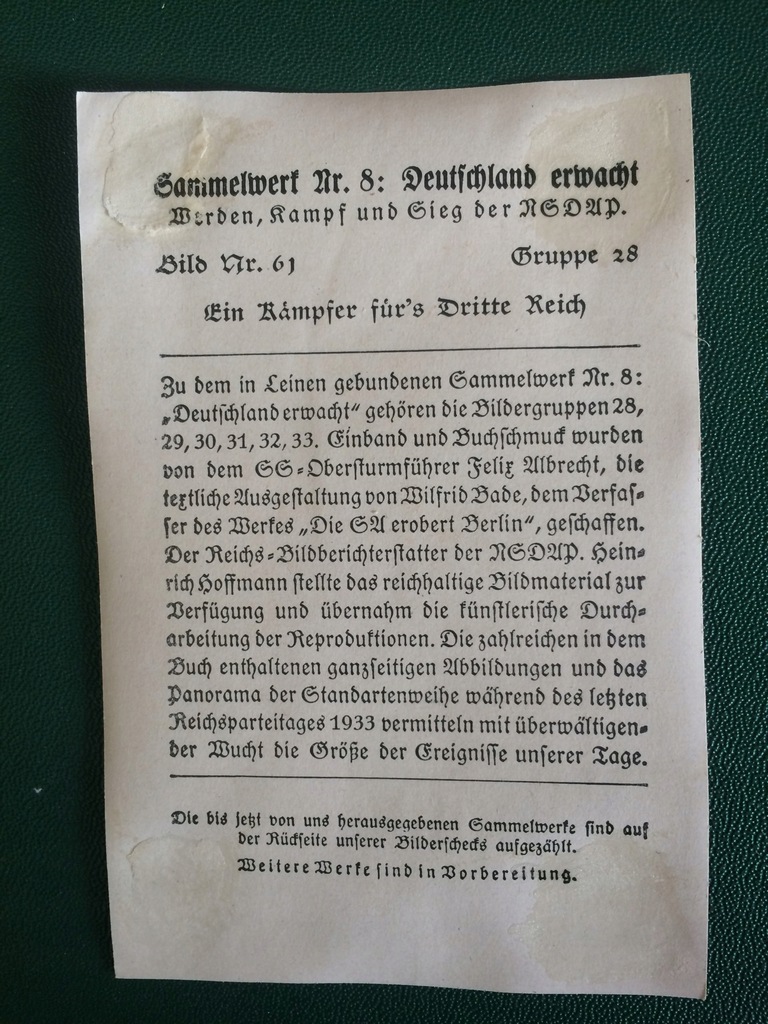 Sammelwerk Nr. 8: Deutschland erwacht
Werden, Kampf und Sieg der NSDAP.
Bild Nr. 61 Gruppe 28
Ein Kämpfer für's Dritte Reich
Zu dem in Leinen gebundenen Sammelwerk Nr. 8:
„Deutschland erwacht“ gehören die Bildergruppen 28,
29, 30, 31, 32, 33. Einband und Buchschmuck wurden
von dem SS-Obersturmführer Felix Albrecht, die
textliche Ausgestaltung von Wilfrid Bade, dem Verfas-
ser des Werkes „Die SA erobert Berlin“, geschaffen.
Der Reichs-Bildberichterstatter der NSDAP. Hein-
rich Hoffmann stellte das reichhaltige Bildmaterial zur
Verfügung und übernahm die künstlerische Durch-
arbeitung der Reproduktionen. Die zahlreichen in dem
Buch enthaltenen ganzseitigen Abbildungen und das
Panorama der Standartenweihe während des letzten
Reichsparteitages 1933 vermitteln mit überwältigen-
der Wucht die Größe der Ereignisse unserer Tage.
Die bis jetzt von uns herausgegebenen Sammelwerke sind auf
der Rückseite unserer Bilderschecks aufgezählt.
Weitere Werke sind in Vorbereitung.